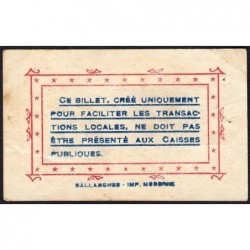 CE BILLET, CRÉÉ UNIQUEMENT
POUR FACILITER LES TRANSAC
TIONS LOCALES, NE DOIT PAS
ÊTRE PRÉSENTÉ AUX CAISSES
PUBLIQUES.
SALLANCHES - IMP. MODERNE